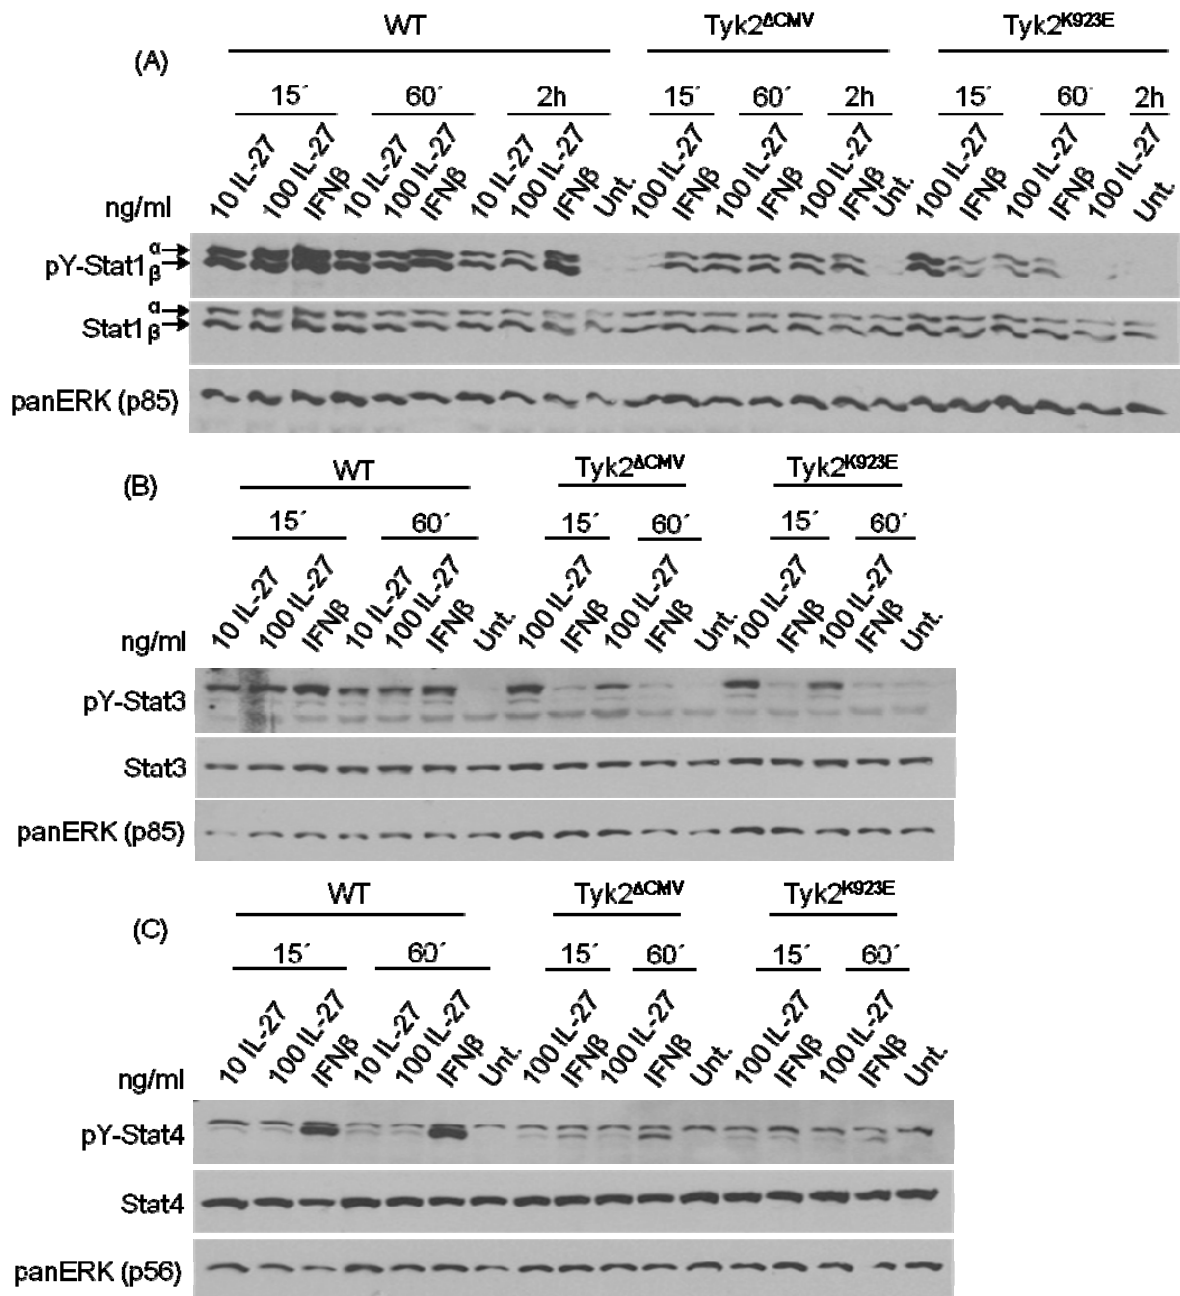 WT Tyk2ΔCMV Tyk2K923E
(A)
15´ 60´ 2h 15´ 60´ 2h 15´ 60´ 2h
ng/ml 10 IL-27 100 IL-27 IFNβ 10 IL-27 100 IL-27 IFNβ 10 IL-27 100 IL-27 IFNβ Unt. 100 IL-27 IFNβ 100 IL-27 IFNβ 100 IL-27 IFNβ Unt. 100 IL-27 IFNβ 100 IL-27 IFNβ 100 IL-27 Unt.
pY-Stat1 α β
Stat1 α β
panERK (p85)
(B) WT Tyk2ΔCMV Tyk2K923E
15´ 60´ 15´ 60´ 15´ 60´
ng/ml 10 IL-27 100 IL-27 IFNβ 10 IL-27 100 IL-27 IFNβ Unt. 100 IL-27 IFNβ 100 IL-27 IFNβ Unt. 100 IL-27 IFNβ 100 IL-27 IFNβ Unt.
pY-Stat3
Stat3
panERK (p85)
WT Tyk2ΔCMV Tyk2K923E
(C)
15´ 60´ 15´ 60´ 15´ 60´
ng/ml 10 IL-27 100 IL-27 IFNβ 10 IL-27 100 IL-27 IFNβ Unt. 100 IL-27 IFNβ 100 IL-27 IFNβ Unt. 100 IL-27 IFNβ 100 IL-27 IFNβ Unt.
pY-Stat4
Stat4
panERK (p56)